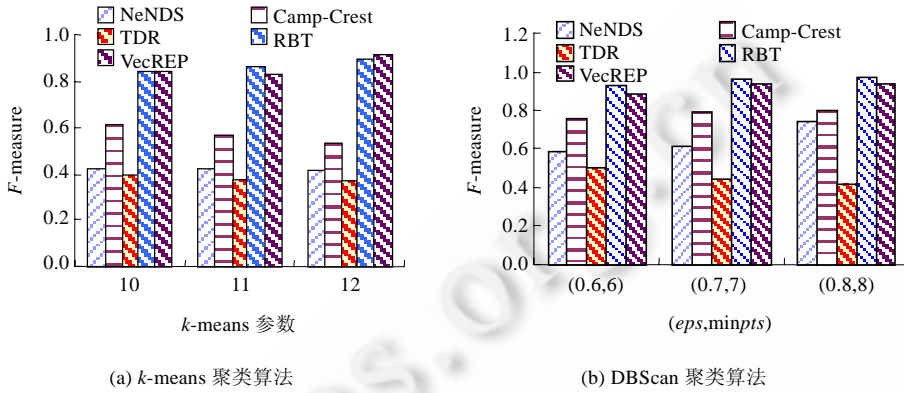 NeNDS
Camp-Crest
TDR
RBT
VecREP
1.0
0.8
0.6
0.4
0.2
0.0
F-measure
10
11
12
k-means 参数
(a) k-means 聚类算法
NeNDS
Camp-Crest
TDR
RBT
VecREP
1.2
1.0
0.8
0.6
0.4
0.2
0.0
F-measure
(0.6,6)
(0.7,7)
(0.8,8)
(eps,minpts)
(b) DBScan 聚类算法